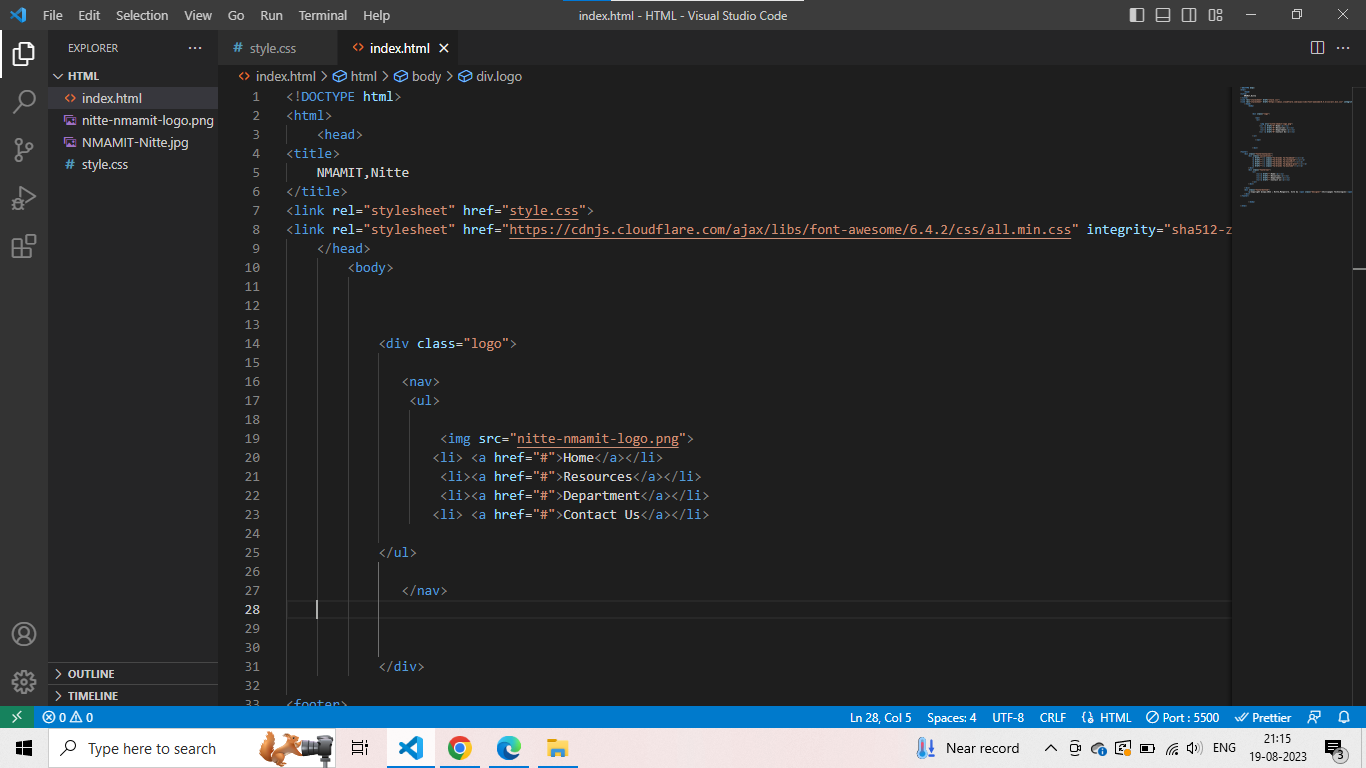 File Edit Selection View Go Run Terminal Help
index.html - HTML - Visual Studio Code
EXPLORER
HTML
index.html
nitte-nmamit-logo.png
NMAMIT-Nitte.jpg
style.css
OUTLINE
TIMELINE
# style.css
<> index.html
<> index.html > html > body > div.logo
1 <!DOCTYPE html>
2 <html>
3 <head>
4 <title>
5 NMAMIT,Nitte
6 </title>
7 <link rel="stylesheet" href="style.css">
8 <link rel="stylesheet" href="https://cdnjs.cloudflare.com/ajax/libs/font-awesome/6.4.2/css/all.min.css" integrity="sha512-z
9 </head>
10 <body>
11
12
13
14 <div class="logo">
15
16 <nav>
17 <ul>
18
19 <img src="nitte-nmamit-logo.png">
20 <li> <a href="#">Home</a></li>
21 <li><a href="#">Resources</a></li>
22 <li><a href="#">Department</a></li>
23 <li> <a href="#">Contact Us</a></li>
24
25 </ul>
26
27 </nav>
28
29
30
31 </div>
32
33 <footer>
0 0
Ln 28, Col 5 Spaces: 4 UTF-8 CRLF HTML Port : 5500 Prettier
Type here to search
Near record
ENG
21:15
19-08-2023
3